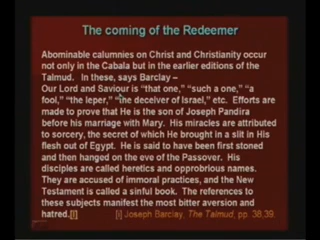 The coming of the Redeemer
Abominable calumnies on Christ and Christianity occur
not only in the Cabala but in the earlier editions of the
Talmud. In these, says Barclay –
Our Lord and Saviour is “that one,” “such a one,” “a
fool,” “the leper,” “the deceiver of Israel,” etc. Efforts are
made to prove that He is the son of Joseph Pandira
before his marriage with Mary. His miracles are attributed
to sorcery, the secret of which He brought in a slit in His
flesh out of Egypt. He is said to have been first stoned
and then hanged on the eve of the Passover. His
disciples are called heretics and opprobrious names.
They are accused of immoral practices, and the New
Testament is called a sinful book. The references to
these subjects manifest the most bitter aversion and
hatred.[i] [i] Joseph Barclay, The Talmud, pp. 38,39.